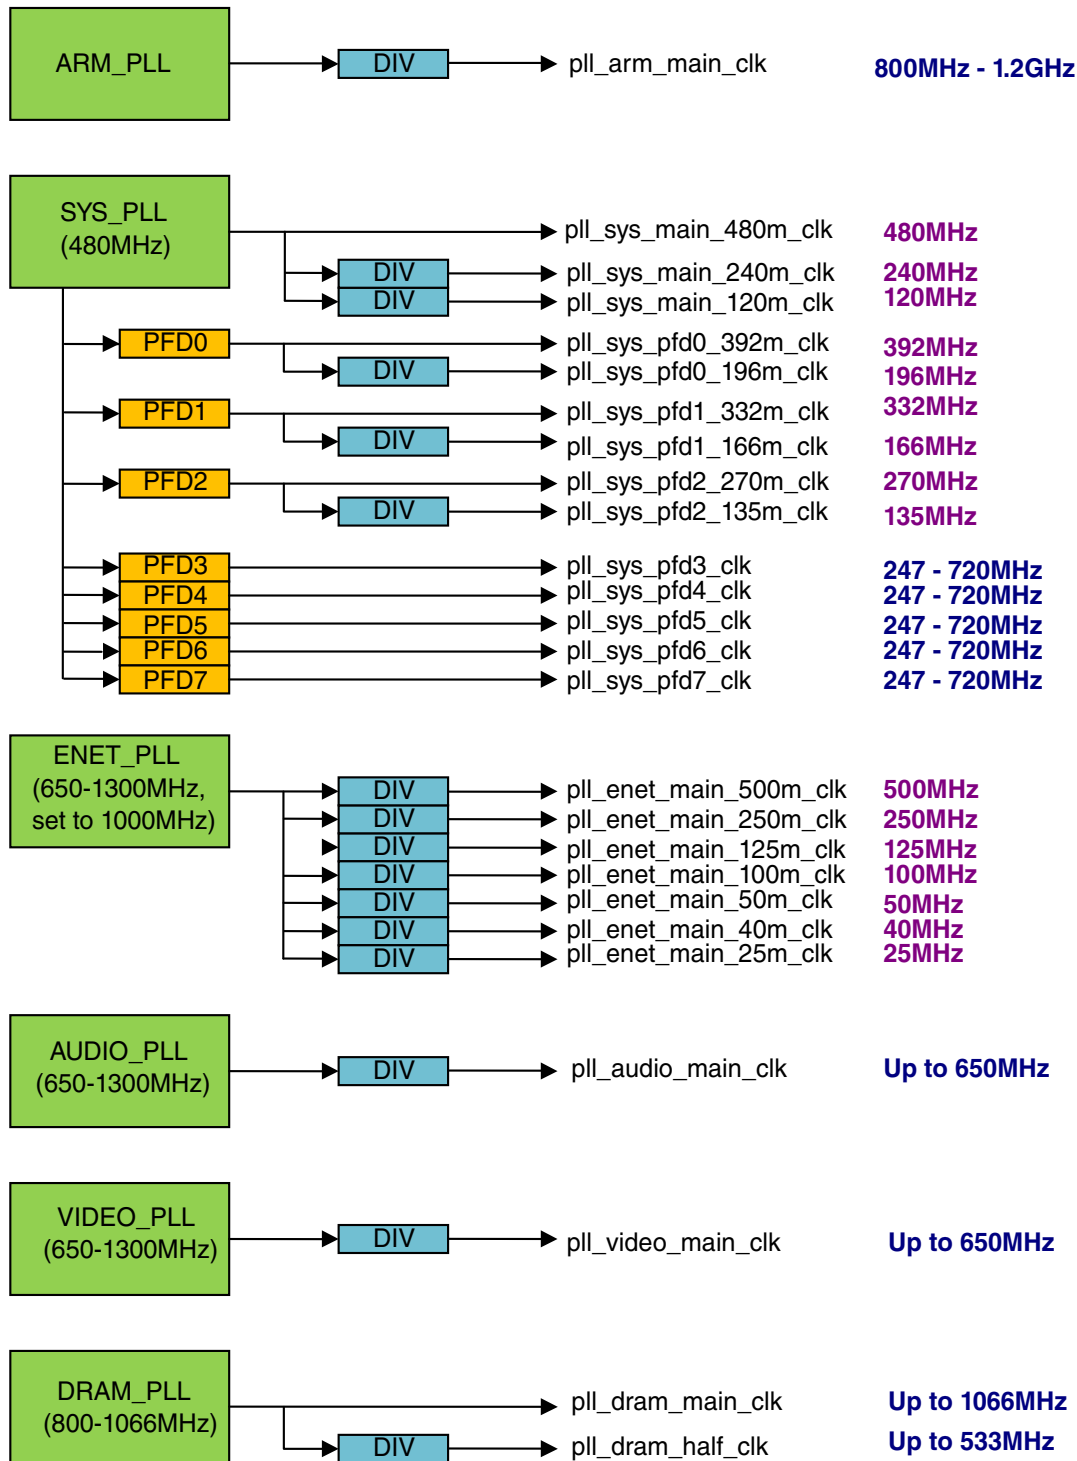 ARM_PLL DIV pll_arm_main_clk 800MHz - 1.2GHz
SYS_PLL
(480MHz)
pll_sys_main_480m_clk 480MHz
DIV pll_sys_main_240m_clk 240MHz
DIV pll_sys_main_120m_clk 120MHz
PFD0 pll_sys_pfd0_392m_clk 392MHz
DIV pll_sys_pfd0_196m_clk 196MHz
PFD1 pll_sys_pfd1_332m_clk 332MHz
DIV pll_sys_pfd1_166m_clk 166MHz
PFD2 pll_sys_pfd2_270m_clk 270MHz
DIV pll_sys_pfd2_135m_clk 135MHz
PFD3 pll_sys_pfd3_clk 247 - 720MHz
PFD4 pll_sys_pfd4_clk 247 - 720MHz
PFD5 pll_sys_pfd5_clk 247 - 720MHz
PFD6 pll_sys_pfd6_clk 247 - 720MHz
PFD7 pll_sys_pfd7_clk 247 - 720MHz
ENET_PLL
(650-1300MHz,
set to 1000MHz)
DIV pll_enet_main_500m_clk 500MHz
DIV pll_enet_main_250m_clk 250MHz
DIV pll_enet_main_125m_clk 125MHz
DIV pll_enet_main_100m_clk 100MHz
DIV pll_enet_main_50m_clk 50MHz
DIV pll_enet_main_40m_clk 40MHz
DIV pll_enet_main_25m_clk 25MHz
AUDIO_PLL
(650-1300MHz)
DIV pll_audio_main_clk Up to 650MHz
VIDEO_PLL
(650-1300MHz)
DIV pll_video_main_clk Up to 650MHz
DRAM_PLL
(800-1066MHz)
pll_dram_main_clk Up to 1066MHz
DIV pll_dram_half_clk Up to 533MHz